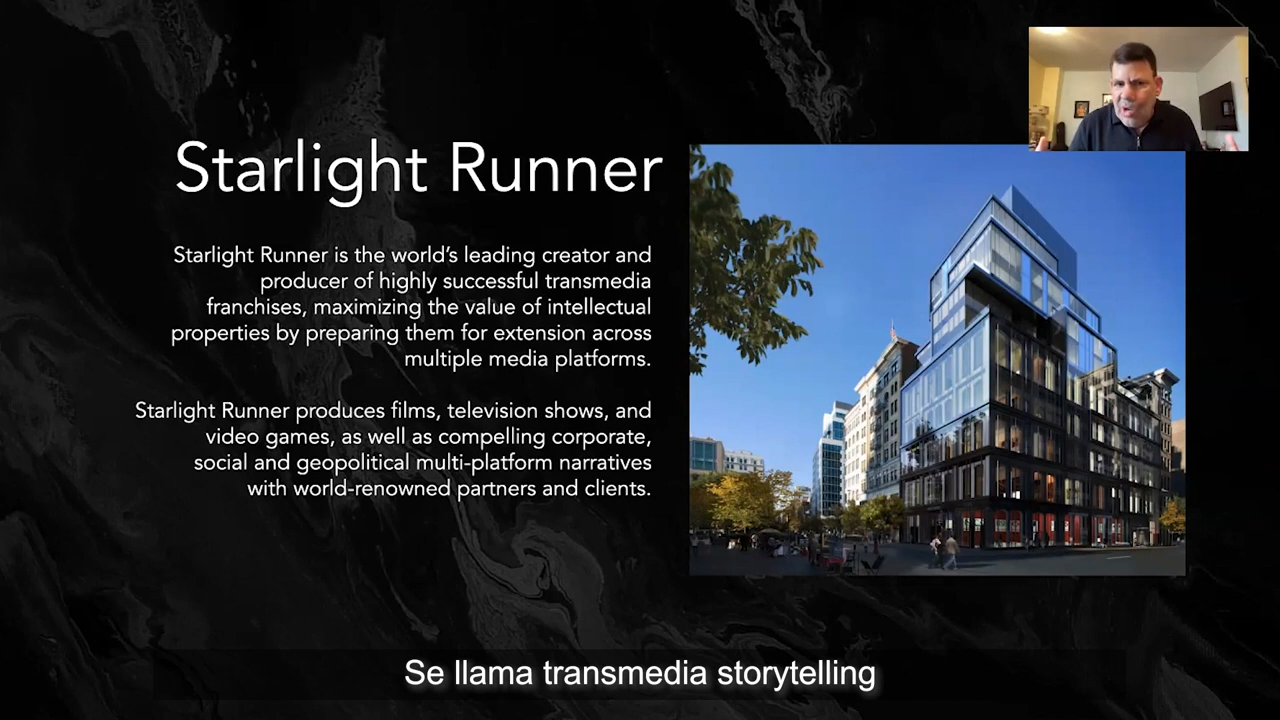 Starlight Runner
Starlight Runner is the world’s leading creator and
producer of highly successful transmedia
franchises, maximizing the value of intellectual
properties by preparing them for extension across
multiple media platforms.
Starlight Runner produces films, television shows, and
video games, as well as compelling corporate,
social and geopolitical multi-platform narratives
with world-renowned partners and clients.
Se llama transmedia storytelling